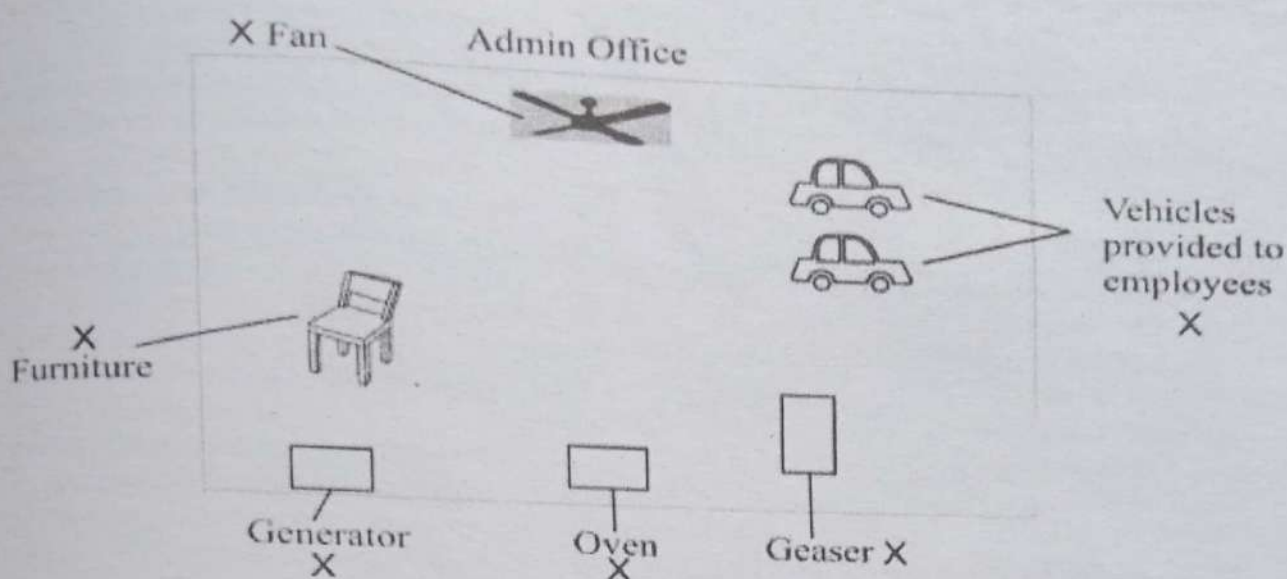 X Fan
Admin Office
Vehicles
provided to
employees
X
X
Furniture
Generator
X
Oven
X
Geaser X